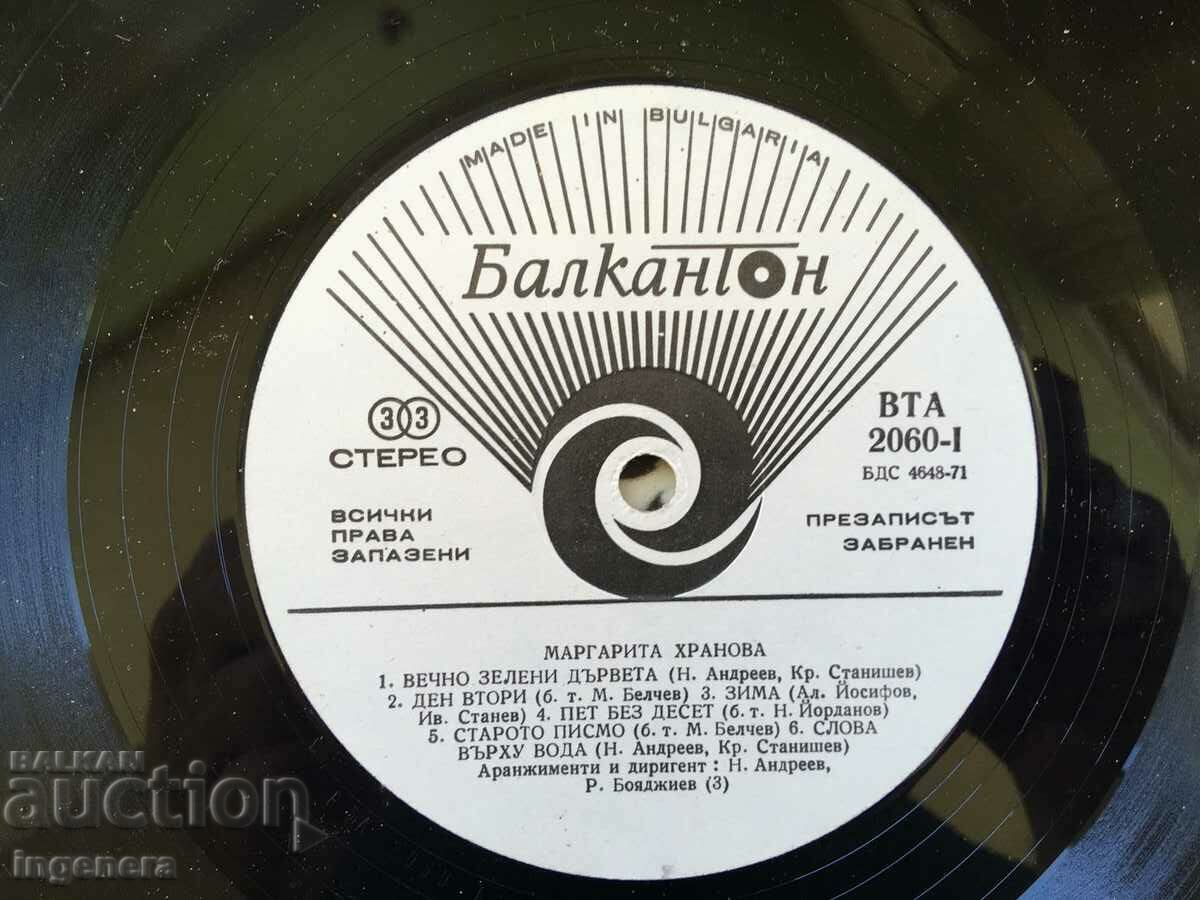 MADE IN BULGARIA
Балкантон
33
СТЕРЕО
ВСИЧКИ
ПРАВА
ЗАПАЗЕНИ
ВТА
2060-I
БДС 4648-71
ПРЕЗАПИСЪТ
ЗАБРАНЕН
МАРГАРИТА ХРАНОВА
1. ВЕЧНО ЗЕЛЕНИ ДЪРВЕТА (Н. Андреев, Кр. Станишев)
2. ДЕН ВТОРИ (б. т. М. Белчев) 3. ЗИМА (Ал. Йосифов,
Ив. Станев) 4. ПЕТ БЕЗ ДЕСЕТ (б. т. Н. Йорданов)
5. СТАРОТО ПИСМО (б. т. М. Белчев) 6. СЛОВА
ВЪРХУ ВОДА (Н. Андреев, Кр. Станишев)
Аранжименти и диригент : Н. Андреев,
Р. Бояджиев (3)
BALKAN
auction
ingenera